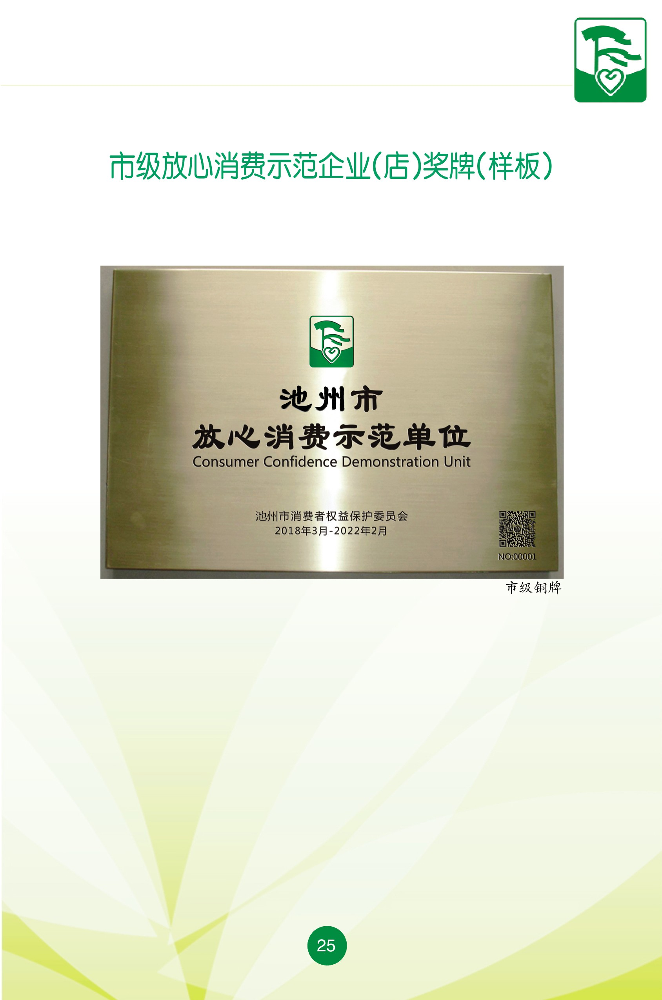 市级放心消费示范企业(店)奖牌(样板)
池州市
放心消费示范单位
Consumer Confidence Demonstration Unit
池州市消费者权益保护委员会
2018年3月-2022年2月
NO:00001
市级铜牌
25